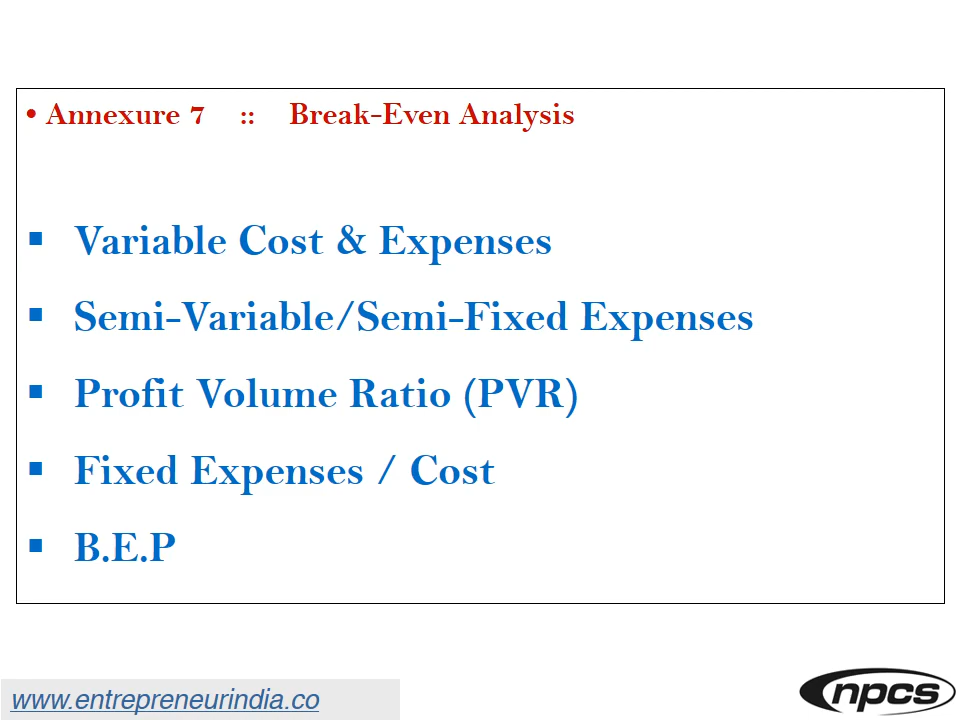 • Annexure 7 :: Break-Even Analysis
▪ Variable Cost & Expenses
▪ Semi-Variable/Semi-Fixed Expenses
▪ Profit Volume Ratio (PVR)
▪ Fixed Expenses / Cost
▪ B.E.P
www.entrepreneurindia.co
npcs